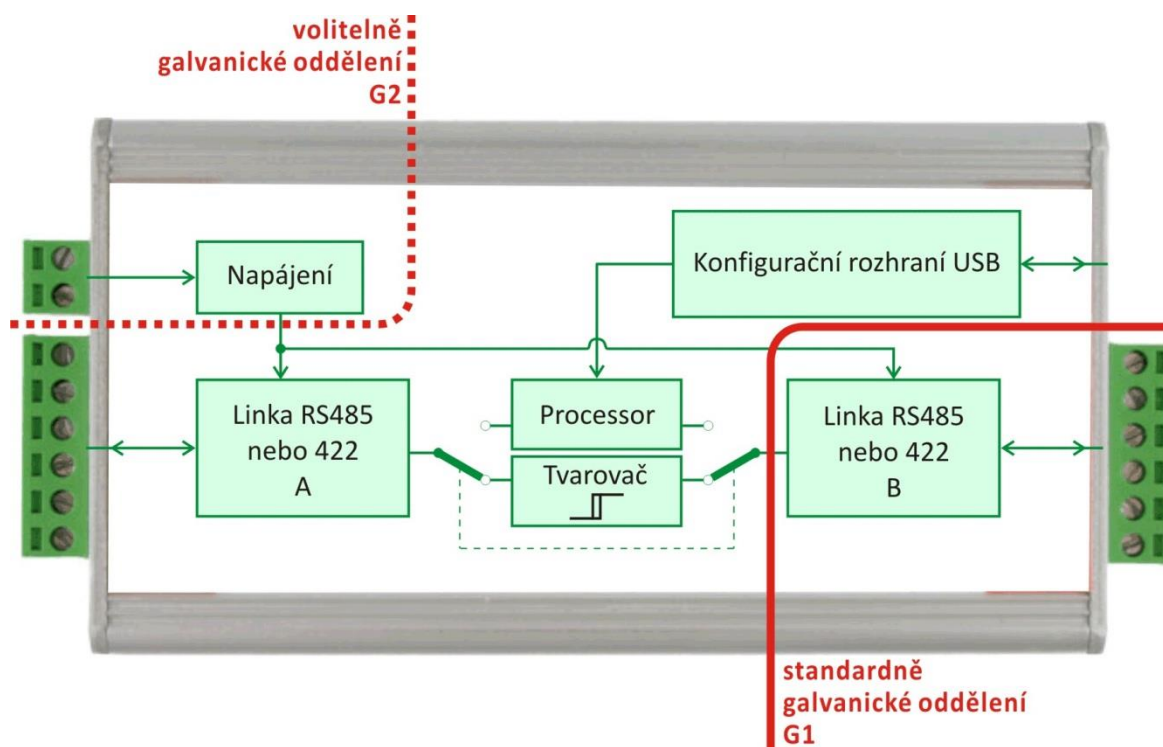 volitelně
galvanické oddělení
G2
Napájení
Konfigurační rozhraní USB
Linka RS485
nebo 422
A
Processor
Tvarovač
Linka RS485
nebo 422
B
standardně
galvanické oddělení
G1